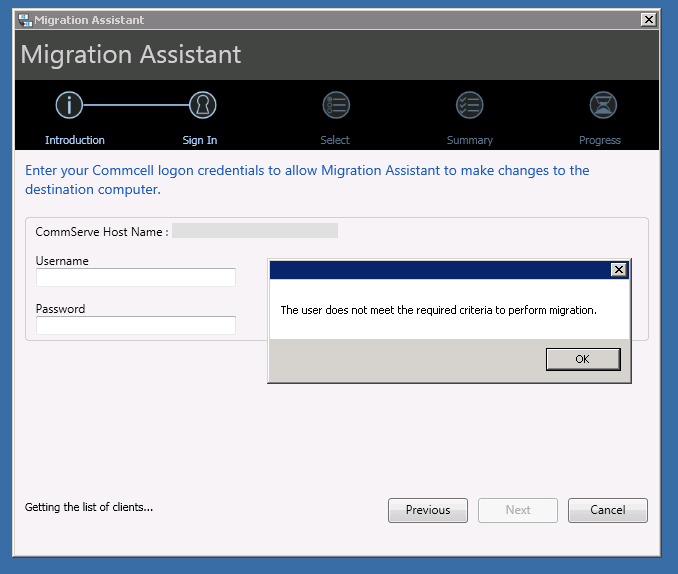 Migration Assistant
Migration Assistant
Introduction
Sign In
Select
Summary
Progress
Enter your Commcell logon credentials to allow Migration Assistant to make changes to the
destination computer.
CommServe Host Name :
Username
Password
The user does not meet the required criteria to perform migration.
OK
Getting the list of clients...
Previous
Next
Cancel